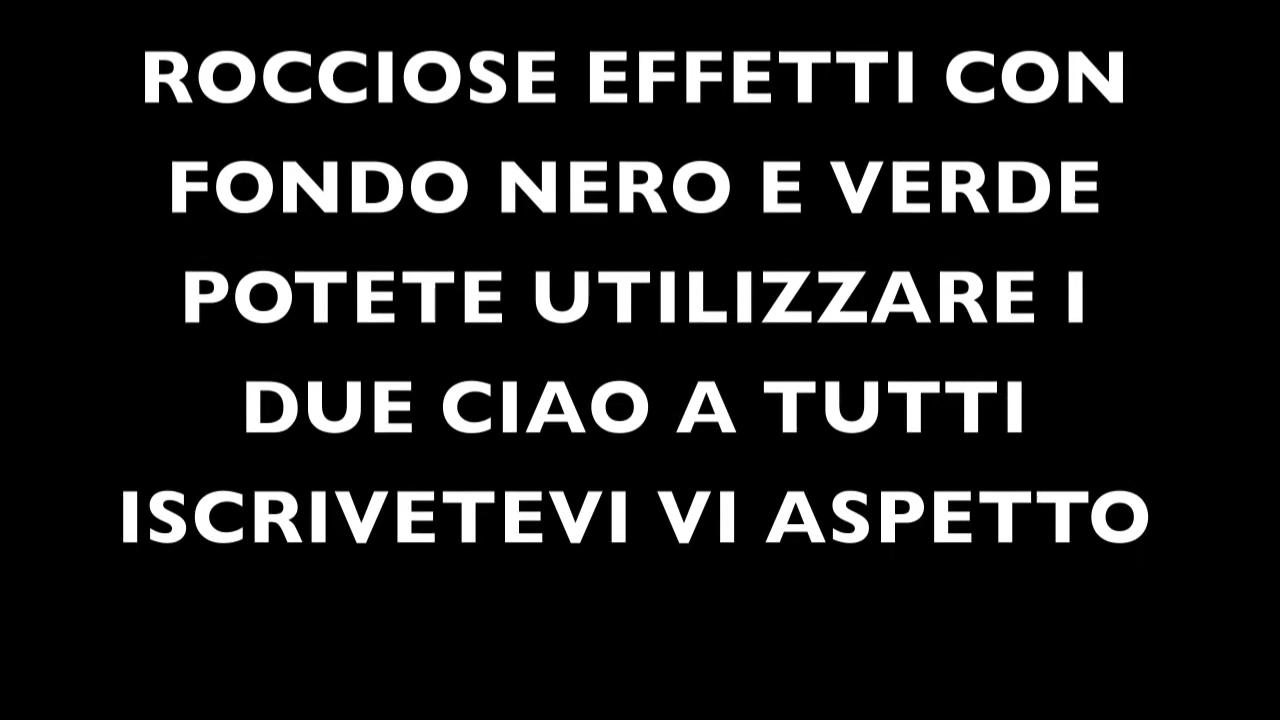 ROCCIOSE EFFETTI CON
FONDO NERO E VERDE
POTETE UTILIZZARE I
DUE CIAO A TUTTI
ISCRIVETEVI VI ASPETTO